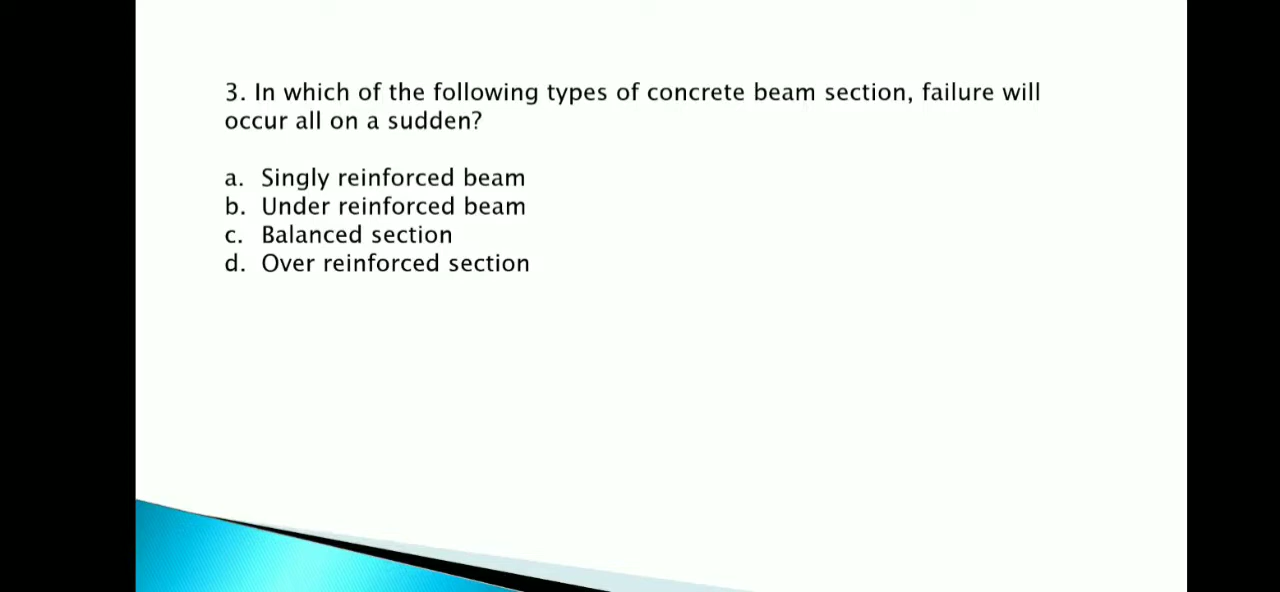 3. In which of the following types of concrete beam section, failure will
occur all on a sudden?
a. Singly reinforced beam
b. Under reinforced beam
c. Balanced section
d. Over reinforced section